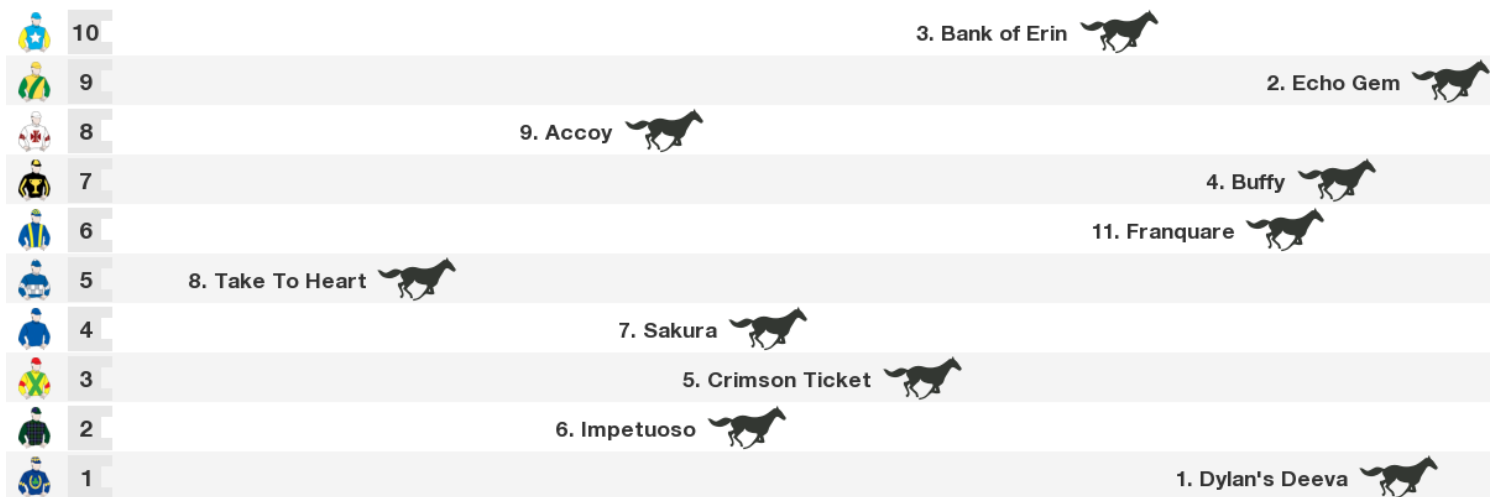 10 3. Bank of Erin
9 2. Echo Gem
8 9. Accoy
7 4. Buffy
6 11. Franquare
5 8. Take To Heart
4 7. Sakura
3 5. Crimson Ticket
2 6. Impetuoso
1 1. Dylan's Deeva